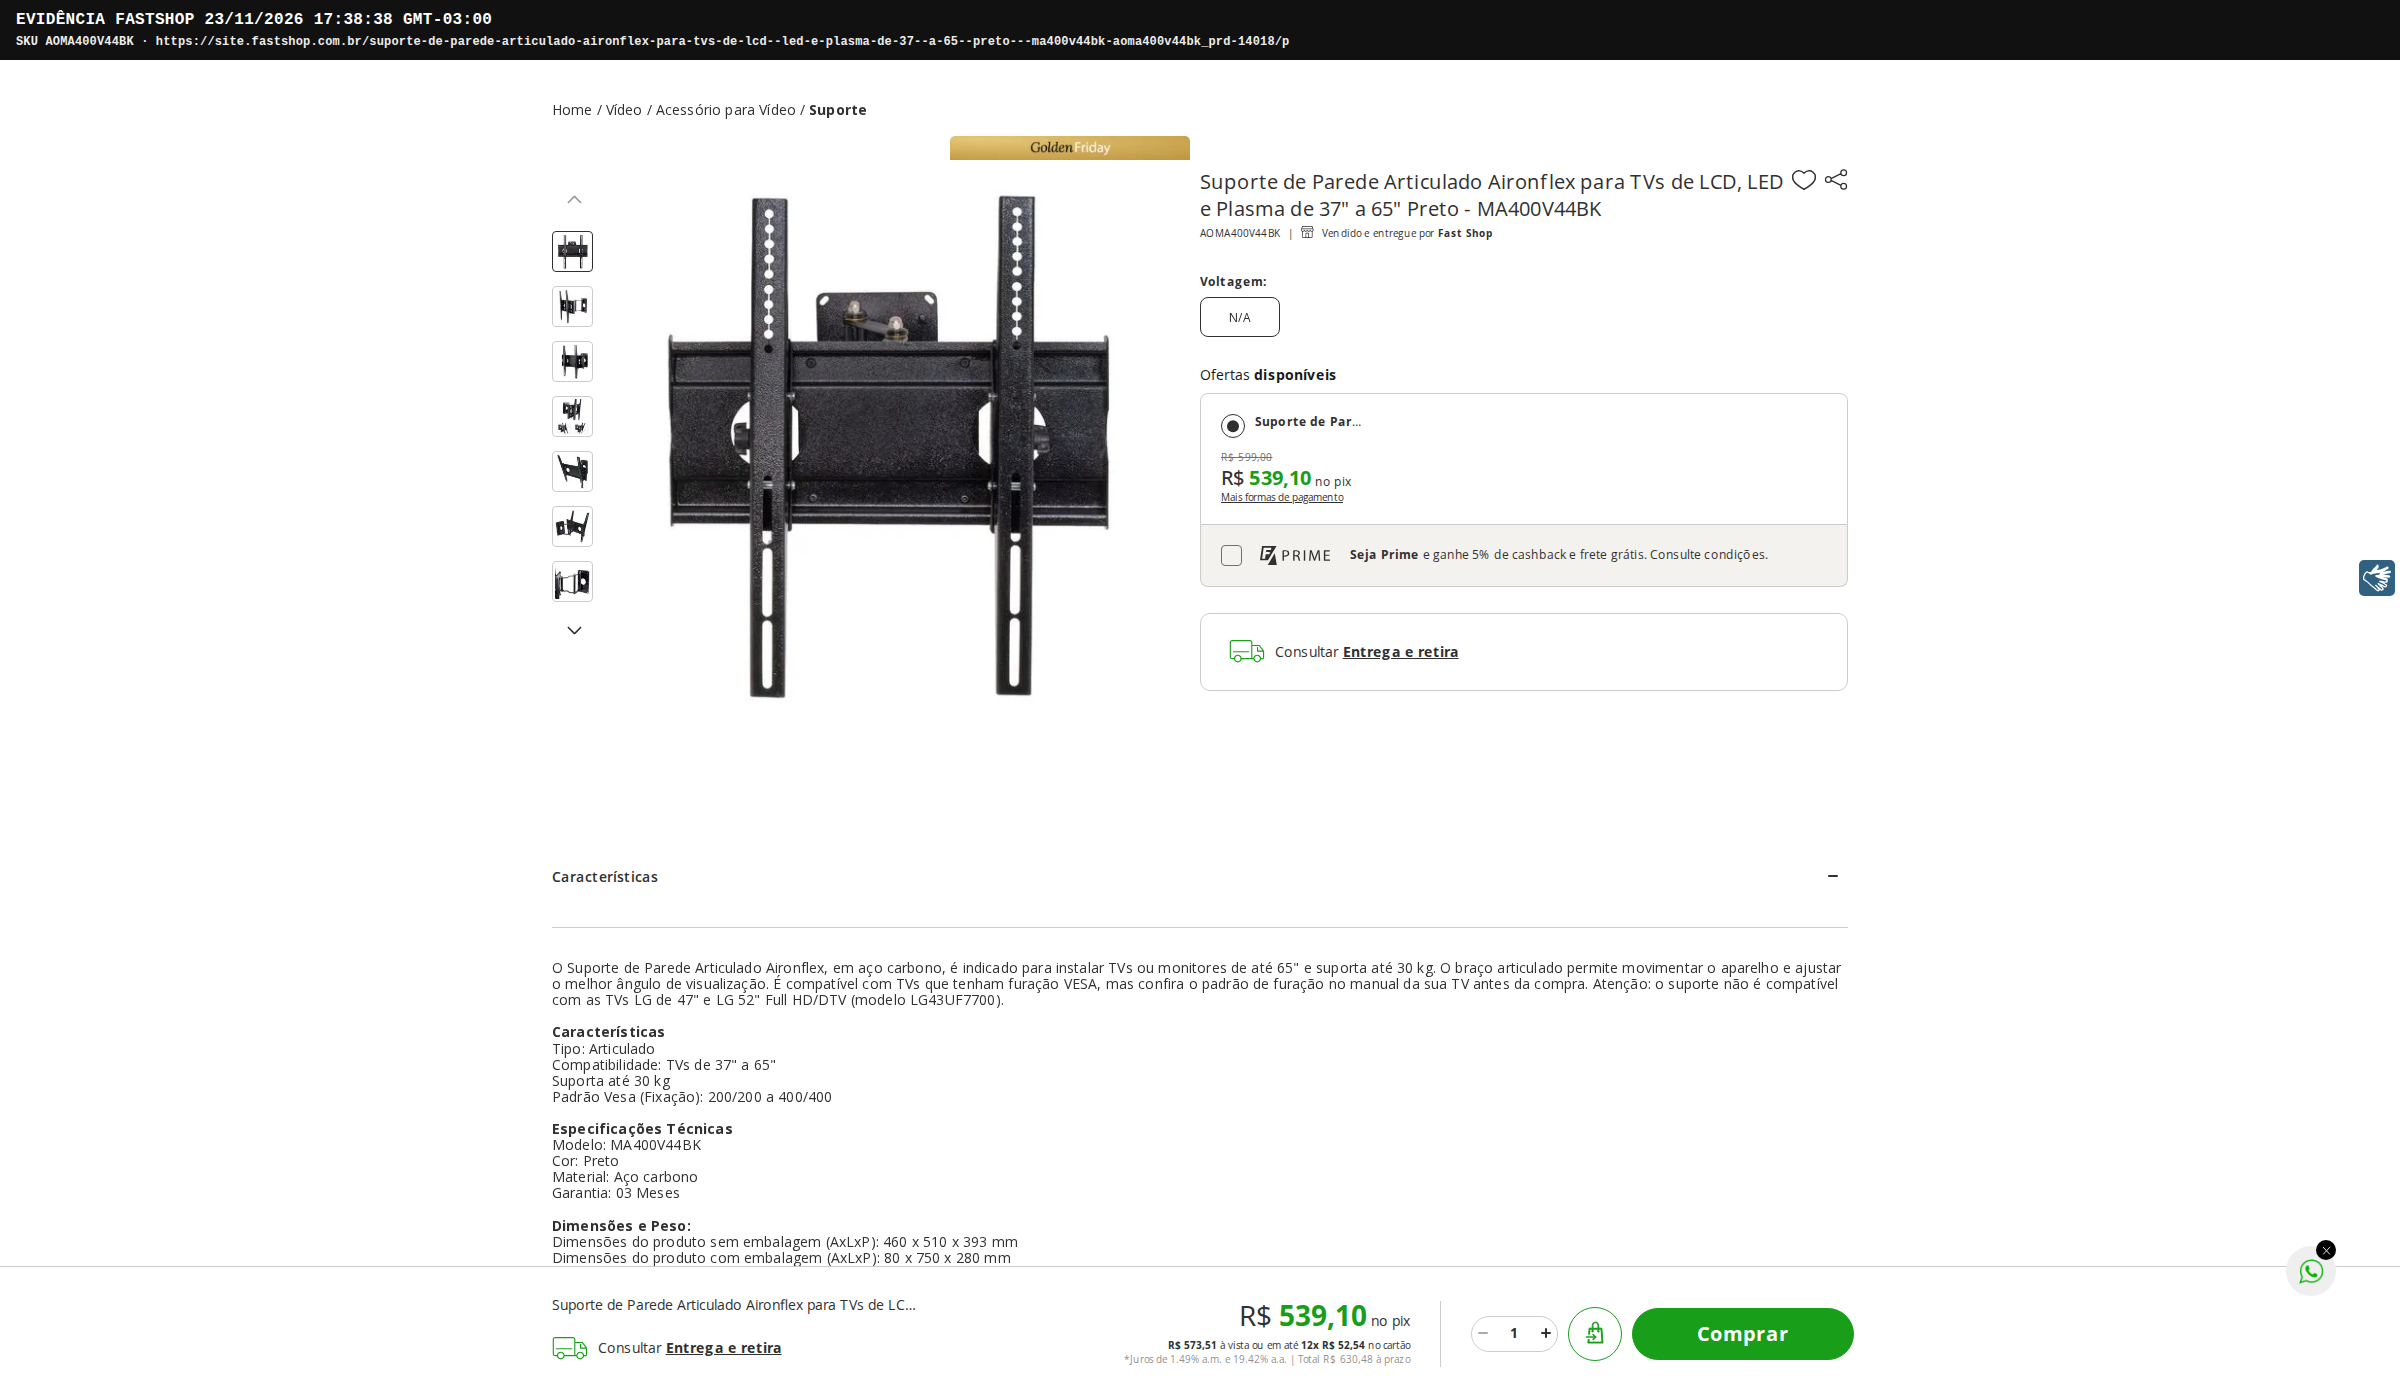 EVIDÊNCIA FASTSHOP 23/11/2026 17:38:38 GMT-03:00
SKU AOMA400V44BK · https://site.fastshop.com.br/suporte-de-parede-articulado-aironflex-para-tvs-de-lcd--led-e-plasma-de-37--a-65--preto---ma400v44bk-aoma400v44bk_prd-14018/p
Home / Vídeo / Acessório para Vídeo / Suporte
Golden Friday
Suporte de Parede Articulado Aironflex para TVs de LCD, LED
e Plasma de 37" a 65" Preto - MA400V44BK
AOMA400V44BK | Vendido e entregue por Fast Shop
Voltagem:
N/A
Ofertas disponíveis
Suporte de Par...
R$ 599,00
R$ 539,10 no pix
Mais formas de pagamento
PRIME Seja Prime e ganhe 5% de cashback e frete grátis. Consulte condições.
Consultar Entrega e retira
Características
O Suporte de Parede Articulado Aironflex, em aço carbono, é indicado para instalar TVs ou monitores de até 65" e suporta até 30 kg. O braço articulado permite movimentar o aparelho e ajustar
o melhor ângulo de visualização. É compatível com TVs que tenham furação VESA, mas confira o padrão de furação no manual da sua TV antes da compra. Atenção: o suporte não é compatível
com as TVs LG de 47" e LG 52" Full HD/DTV (modelo LG43UF7700).
Características
Tipo: Articulado
Compatibilidade: TVs de 37" a 65"
Suporta até 30 kg
Padrão Vesa (Fixação): 200/200 a 400/400
Especificações Técnicas
Modelo: MA400V44BK
Cor: Preto
Material: Aço carbono
Garantia: 03 Meses
Dimensões e Peso:
Dimensões do produto sem embalagem (AxLxP): 460 x 510 x 393 mm
Dimensões do produto com embalagem (AxLxP): 80 x 750 x 280 mm
Suporte de Parede Articulado Aironflex para TVs de LC...
Consultar Entrega e retira
R$ 539,10 no pix
R$ 573,51 à vista ou em até 12x R$ 52,54 no cartão
*Juros de 1.49% a.m. e 19.42% a.a. | Total R$ 630,48 à prazo
1
Comprar